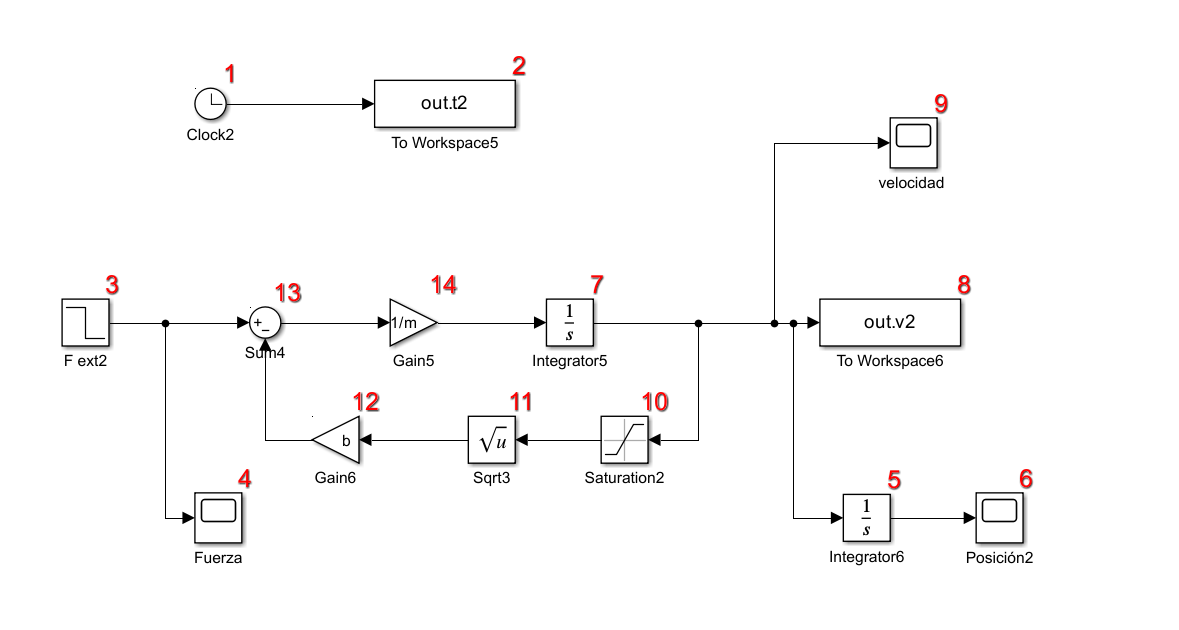 1
2
out.t2
Clock2
To Workspace5
9
velocidad
3
13
14
7
8
+
−
1/m
1
s
out.v2
F ext2
Sum4
Gain5
Integrator5
To Workspace6
12
11
10
b
√u
Gain6
Sqrt3
Saturation2
4
5
6
1
s
Fuerza
Integrator6
Posición2